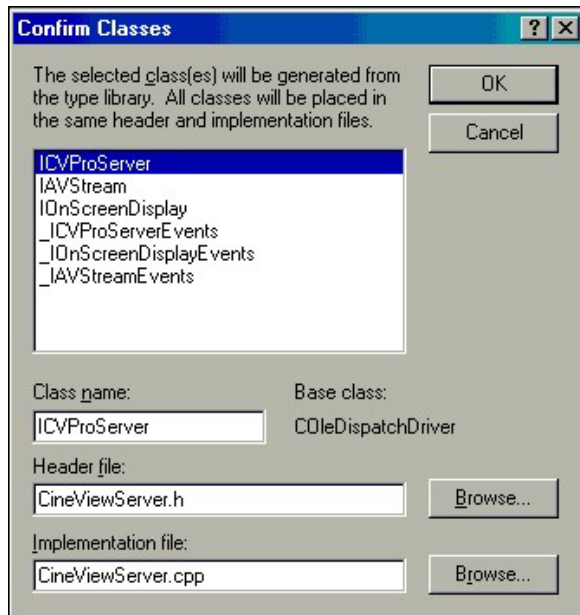 Confirm Classes
The selected class(es) will be generated from
the type library. All classes will be placed in
the same header and implementation files.
OK
Cancel
ICVProServer
IAVStream
IOnScreenDisplay
_ICVProServerEvents
_IOnScreenDisplayEvents
_IAVStreamEvents
Class name:
Base class:
ICVProServer
COleDispatchDriver
Header file:
CineViewServer.h
Browse...
Implementation file:
CineViewServer.cpp
Browse...